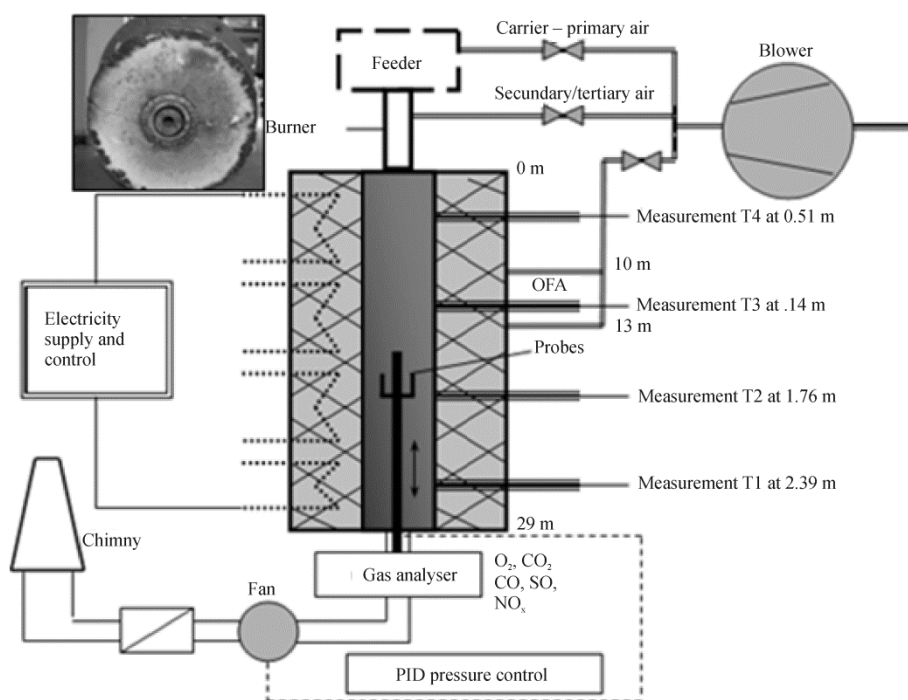 Carrier – primary air
Blower
Feeder
Secundary/tertiary air
Burner
0 m
Measurement T4 at 0.51 m
10 m
OFA
Measurement T3 at .14 m
13 m
Electricity
supply and
control
Probes
Measurement T2 at 1.76 m
Measurement T1 at 2.39 m
29 m
Chimny
Gas analyser
O₂, CO₂
CO, SO,
NOₓ
Fan
PID pressure control